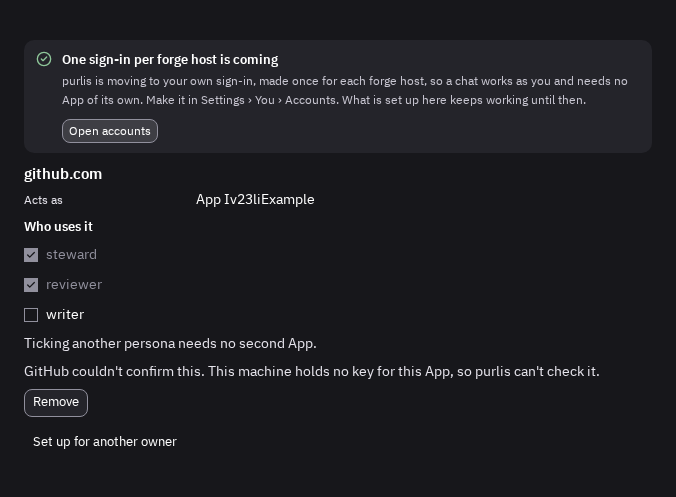 One sign-in per forge host is coming
purlis is moving to your own sign-in, made once for each forge host, so a chat works as you and needs no
App of its own. Make it in Settings › You › Accounts. What is set up here keeps working until then.
Open accounts
github.com
Acts as App Iv23liExample
Who uses it
steward
reviewer
writer
Ticking another persona needs no second App.
GitHub couldn't confirm this. This machine holds no key for this App, so purlis can't check it.
Remove
Set up for another owner